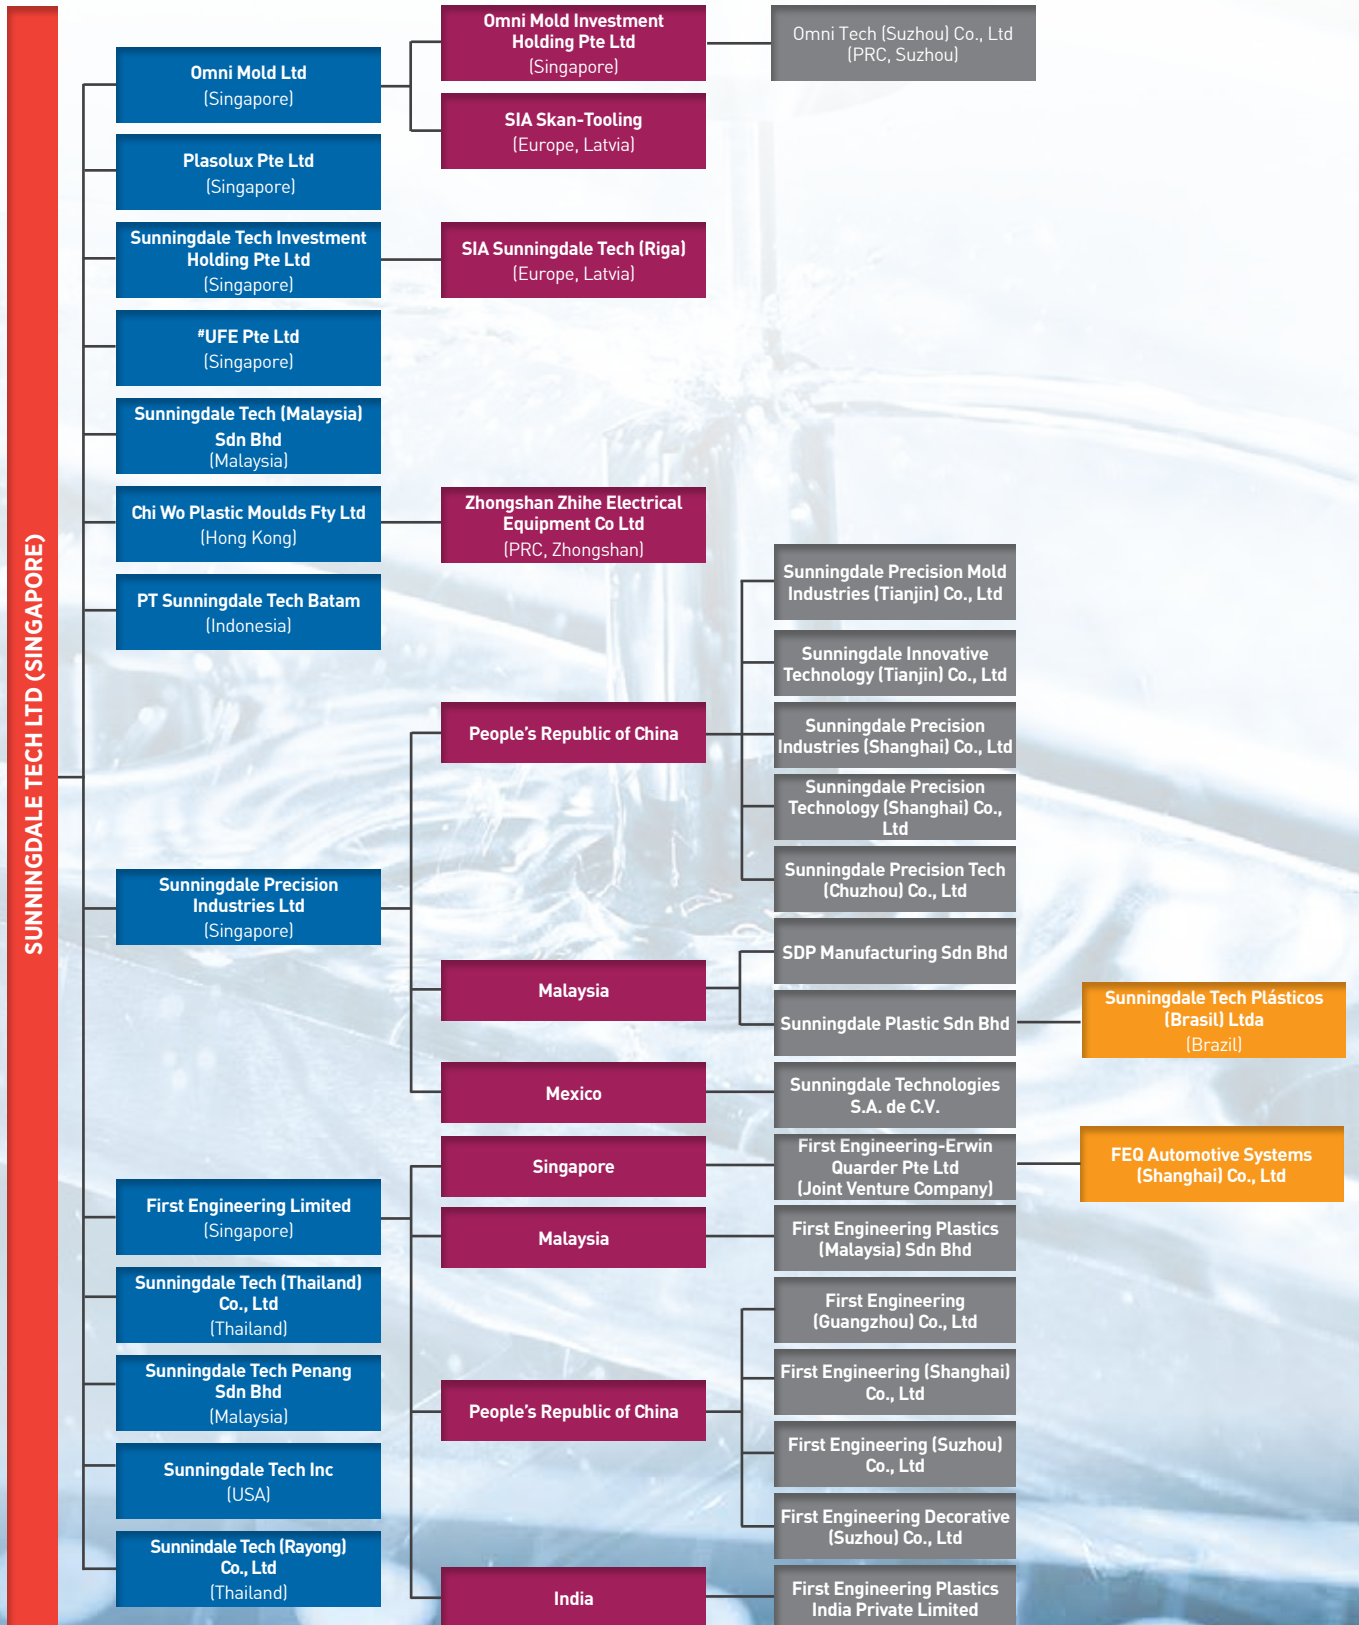 SUNNINGDALE TECH LTD (SINGAPORE)
Omni Mold Ltd
(Singapore)
Omni Mold Investment
Holding Pte Ltd
(Singapore)
Omni Tech (Suzhou) Co., Ltd
(PRC, Suzhou)
SIA Skan-Tooling
(Europe, Latvia)
Plasolux Pte Ltd
(Singapore)
Sunningdale Tech Investment
Holding Pte Ltd
(Singapore)
SIA Sunningdale Tech (Riga)
(Europe, Latvia)
#UFE Pte Ltd
(Singapore)
Sunningdale Tech (Malaysia)
Sdn Bhd
(Malaysia)
Chi Wo Plastic Moulds Fty Ltd
(Hong Kong)
Zhongshan Zhihe Electrical
Equipment Co Ltd
(PRC, Zhongshan)
PT Sunningdale Tech Batam
(Indonesia)
Sunningdale Precision
Industries Ltd
(Singapore)
People's Republic of China
Sunningdale Precision Mold
Industries (Tianjin) Co., Ltd
Sunningdale Innovative
Technology (Tianjin) Co., Ltd
Sunningdale Precision
Industries (Shanghai) Co., Ltd
Sunningdale Precision
Technology (Shanghai) Co.,
Ltd
Sunningdale Precision Tech
(Chuzhou) Co., Ltd
Malaysia
SDP Manufacturing Sdn Bhd
Sunningdale Plastic Sdn Bhd
Sunningdale Tech Plásticos
(Brasil) Ltda
(Brazil)
Mexico
Sunningdale Technologies
S.A. de C.V.
First Engineering Limited
(Singapore)
Singapore
First Engineering-Erwin
Quarder Pte Ltd
(Joint Venture Company)
FEQ Automotive Systems
(Shanghai) Co., Ltd
Malaysia
First Engineering Plastics
(Malaysia) Sdn Bhd
People's Republic of China
First Engineering
(Guangzhou) Co., Ltd
First Engineering (Shanghai)
Co., Ltd
First Engineering (Suzhou)
Co., Ltd
First Engineering Decorative
(Suzhou) Co., Ltd
India
First Engineering Plastics
India Private Limited
Sunningdale Tech (Thailand)
Co., Ltd
(Thailand)
Sunningdale Tech Penang
Sdn Bhd
(Malaysia)
Sunningdale Tech Inc
(USA)
Sunnindale Tech (Rayong)
Co., Ltd
(Thailand)